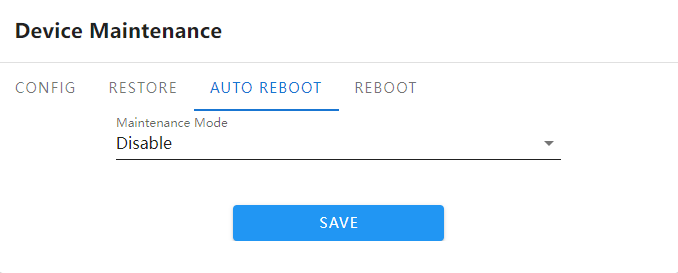 Device Maintenance
CONFIG RESTORE AUTO REBOOT REBOOT
Maintenance Mode
Disable
SAVE